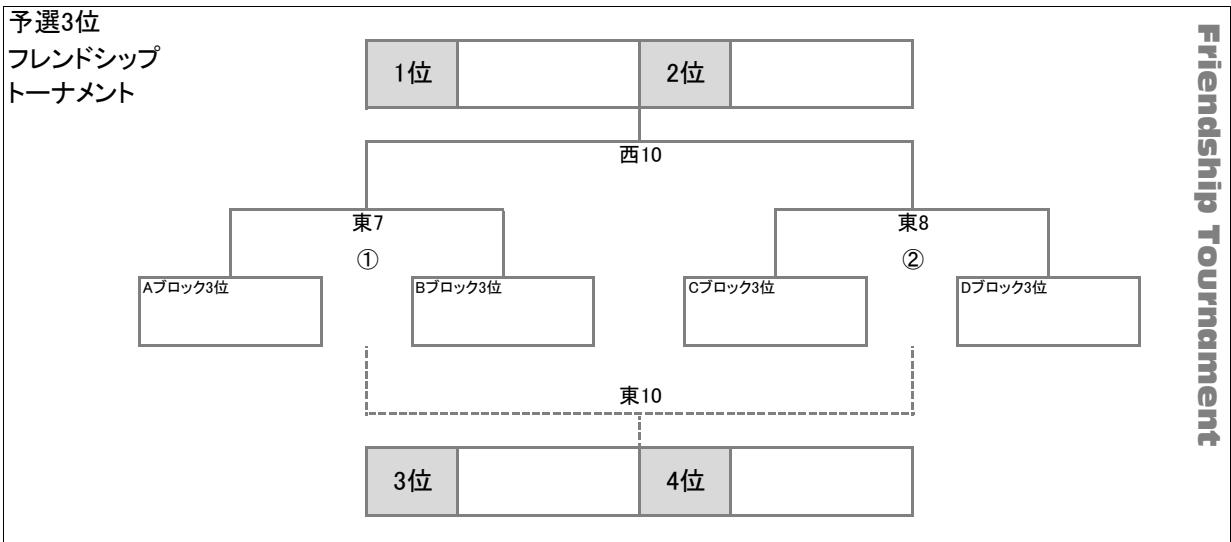 予選3位
フレンドシップ
トーナメント
1位
2位
西10
東7
東8
①
②
Aブロック3位
Bブロック3位
Cブロック3位
Dブロック3位
東10
3位
4位
Friendship Tournament